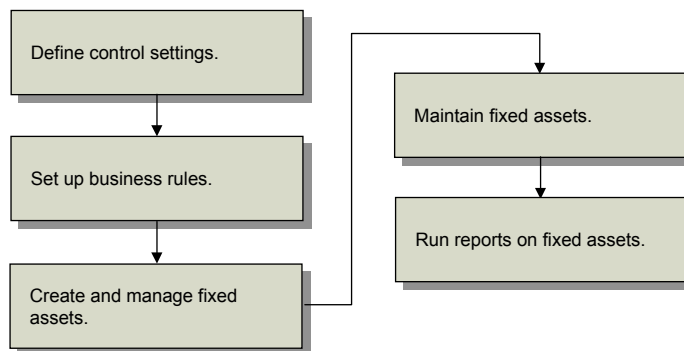 Define control settings.
Set up business rules.
Create and manage fixed
assets.
Maintain fixed assets.
Run reports on fixed assets.